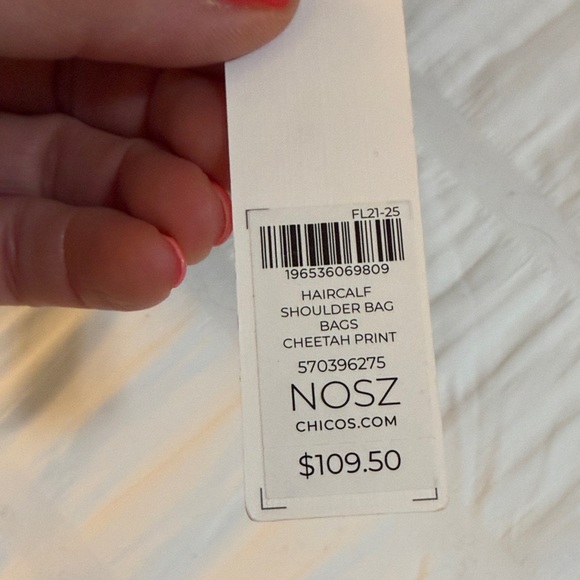 FL21-25
196536069809
HAIRCALF
SHOULDER BAG
BAGS
CHEETAH PRINT
570396275
NOSZ
CHICOS.COM
$109.50